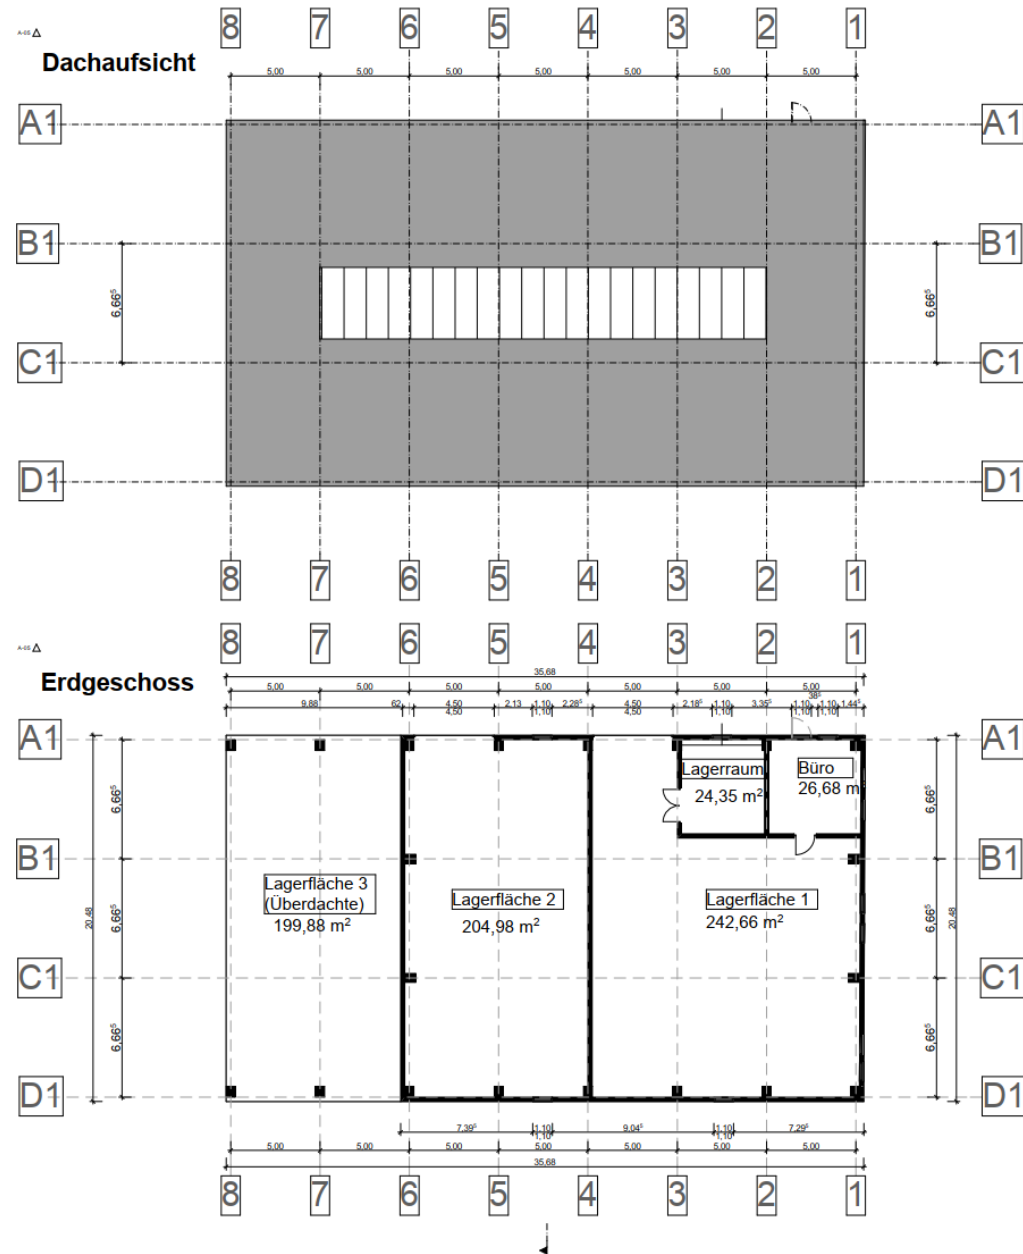 8 7 6 5 4 3 2 1
A-05
Dachaufsicht
5,00 5,00 5,00 5,00 5,00 5,00 5,00
A1 A1
B1 B1
6,66⁵ 6,66⁵
C1 C1
D1 D1
8 7 6 5 4 3 2 1
8 7 6 5 4 3 2 1
Erdgeschoss
35,68
5,00 5,00 5,00 5,00 5,00 5,00 5,00
38⁵
9.88 62 4,50 2,13 1,10 2,28⁵ 4,50 2,18⁵ 1,10 3,35⁵ 1,10 1,10 1.44⁵
4,50 1,10 4,50 1,10 1,10 1,10
A1 A1
Lagerraum Büro
24,35 m² 26,68 m
6,66⁵ 6,66⁵
B1 B1
Lagerfläche 3
(Überdachte)
199,88 m²
Lagerfläche 2
204,98 m²
Lagerfläche 1
242,66 m²
20,48 6,66⁵ 6,66⁵ 20,48
C1 C1
6,66⁵ 6,66⁵
D1 D1
7,39⁵ 1,10 9,04⁵ 1,10 7,29⁵
1,10 1,10
5,00 5,00 5,00 5,00 5,00 5,00 5,00
35,68
8 7 6 5 4 3 2 1